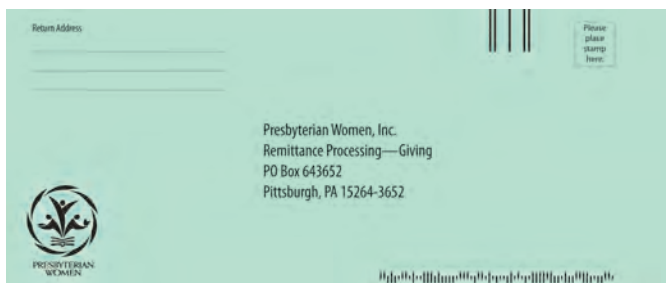 Return Address
Please
place
stamp
here.
Presbyterian Women, Inc.
Remittance Processing—Giving
PO Box 643652
Pittsburgh, PA 15264-3652
PRESBYTERIAN
WOMEN